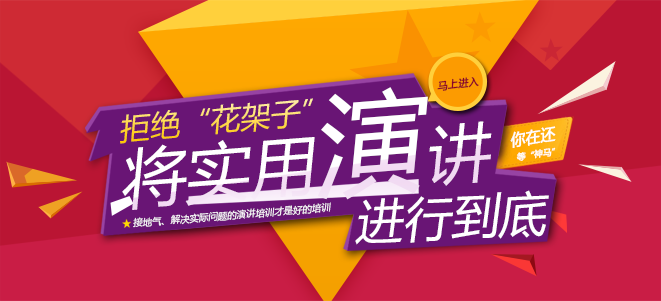 马上进入
拒绝“花架子”
将实用演讲
你在还
等“神马”
★接地气、解决实际问题的演讲培训才是好的培训
进行到底